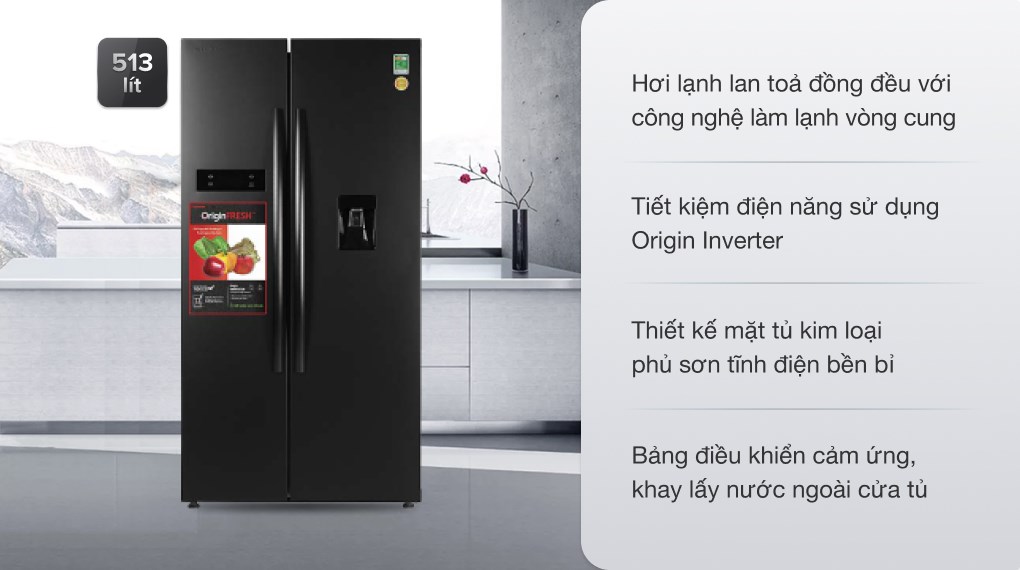 513
lít
OriginFRESH
Hơi lạnh lan toả đồng đều với
công nghệ làm lạnh vòng cung
Tiết kiệm điện năng sử dụng
Origin Inverter
Thiết kế mặt tủ kim loại
phủ sơn tĩnh điện bền bỉ
Bảng điều khiển cảm ứng,
khay lấy nước ngoài cửa tủ